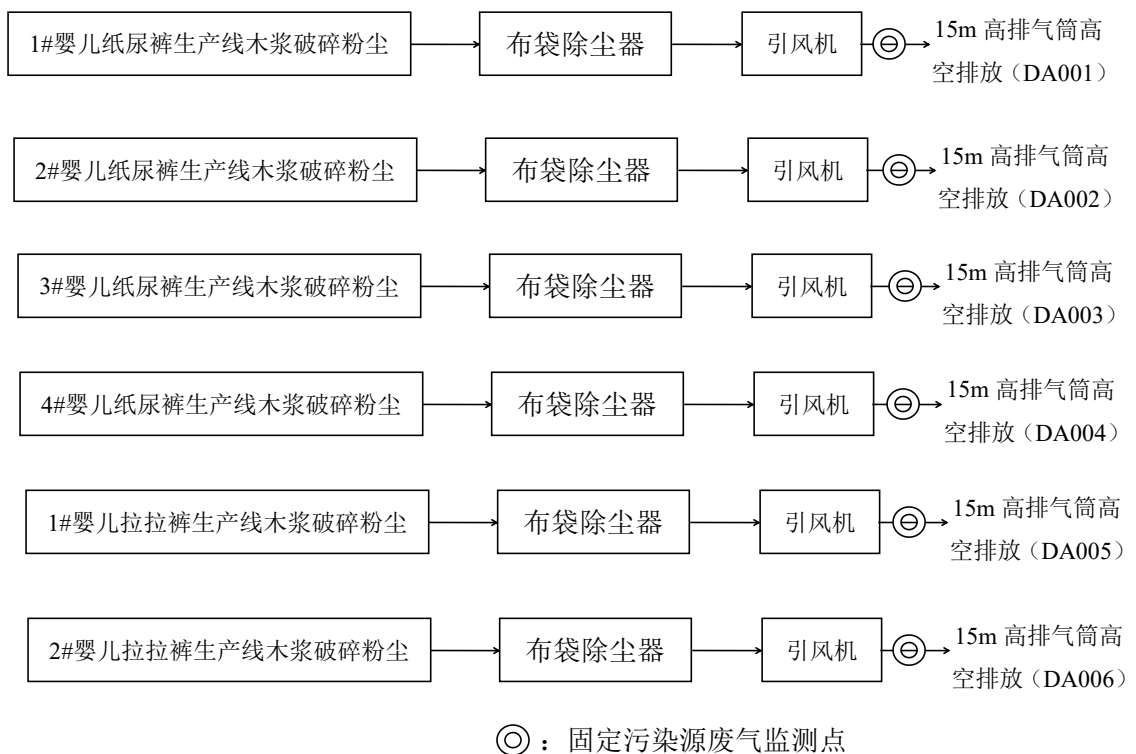 1#婴儿纸尿裤生产线木浆破碎粉尘
布袋除尘器
引风机
15m 高排气筒高
空排放（DA001）
2#婴儿纸尿裤生产线木浆破碎粉尘
布袋除尘器
引风机
15m 高排气筒高
空排放（DA002）
3#婴儿纸尿裤生产线木浆破碎粉尘
布袋除尘器
引风机
15m 高排气筒高
空排放（DA003）
4#婴儿纸尿裤生产线木浆破碎粉尘
布袋除尘器
引风机
15m 高排气筒高
空排放（DA004）
1#婴儿拉拉裤生产线木浆破碎粉尘
布袋除尘器
引风机
15m 高排气筒高
空排放（DA005）
2#婴儿拉拉裤生产线木浆破碎粉尘
布袋除尘器
引风机
15m 高排气筒高
空排放（DA006）
◎：固定污染源废气监测点